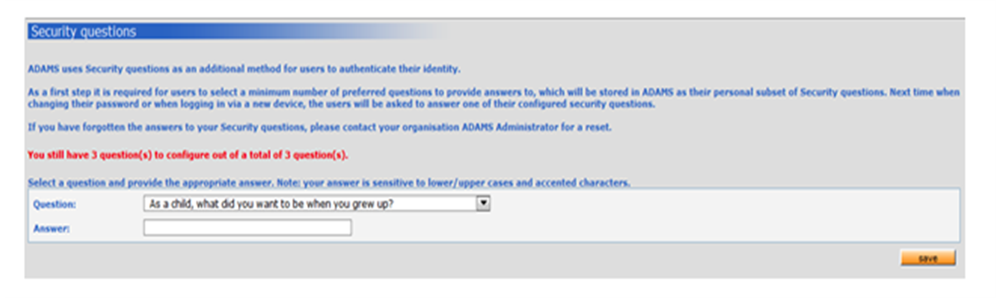 Security questions
ADAMS uses Security questions as an additional method for users to authenticate their identity.
As a first step it is required for users to select a minimum number of preferred questions to provide answers to, which will be stored in ADAMS as their personal subset of Security questions. Next time when
changing their password or when logging in via a new device, the users will be asked to answer one of their configured security questions.
If you have forgotten the answers to your Security questions, please contact your organisation ADAMS Administrator for a reset.
You still have 3 question(s) to configure out of a total of 3 question(s).
Select a question and provide the appropriate answer. Note: your answer is sensitive to lower/upper cases and accented characters.
Question: As a child, what did you want to be when you grew up?
Answer:
save